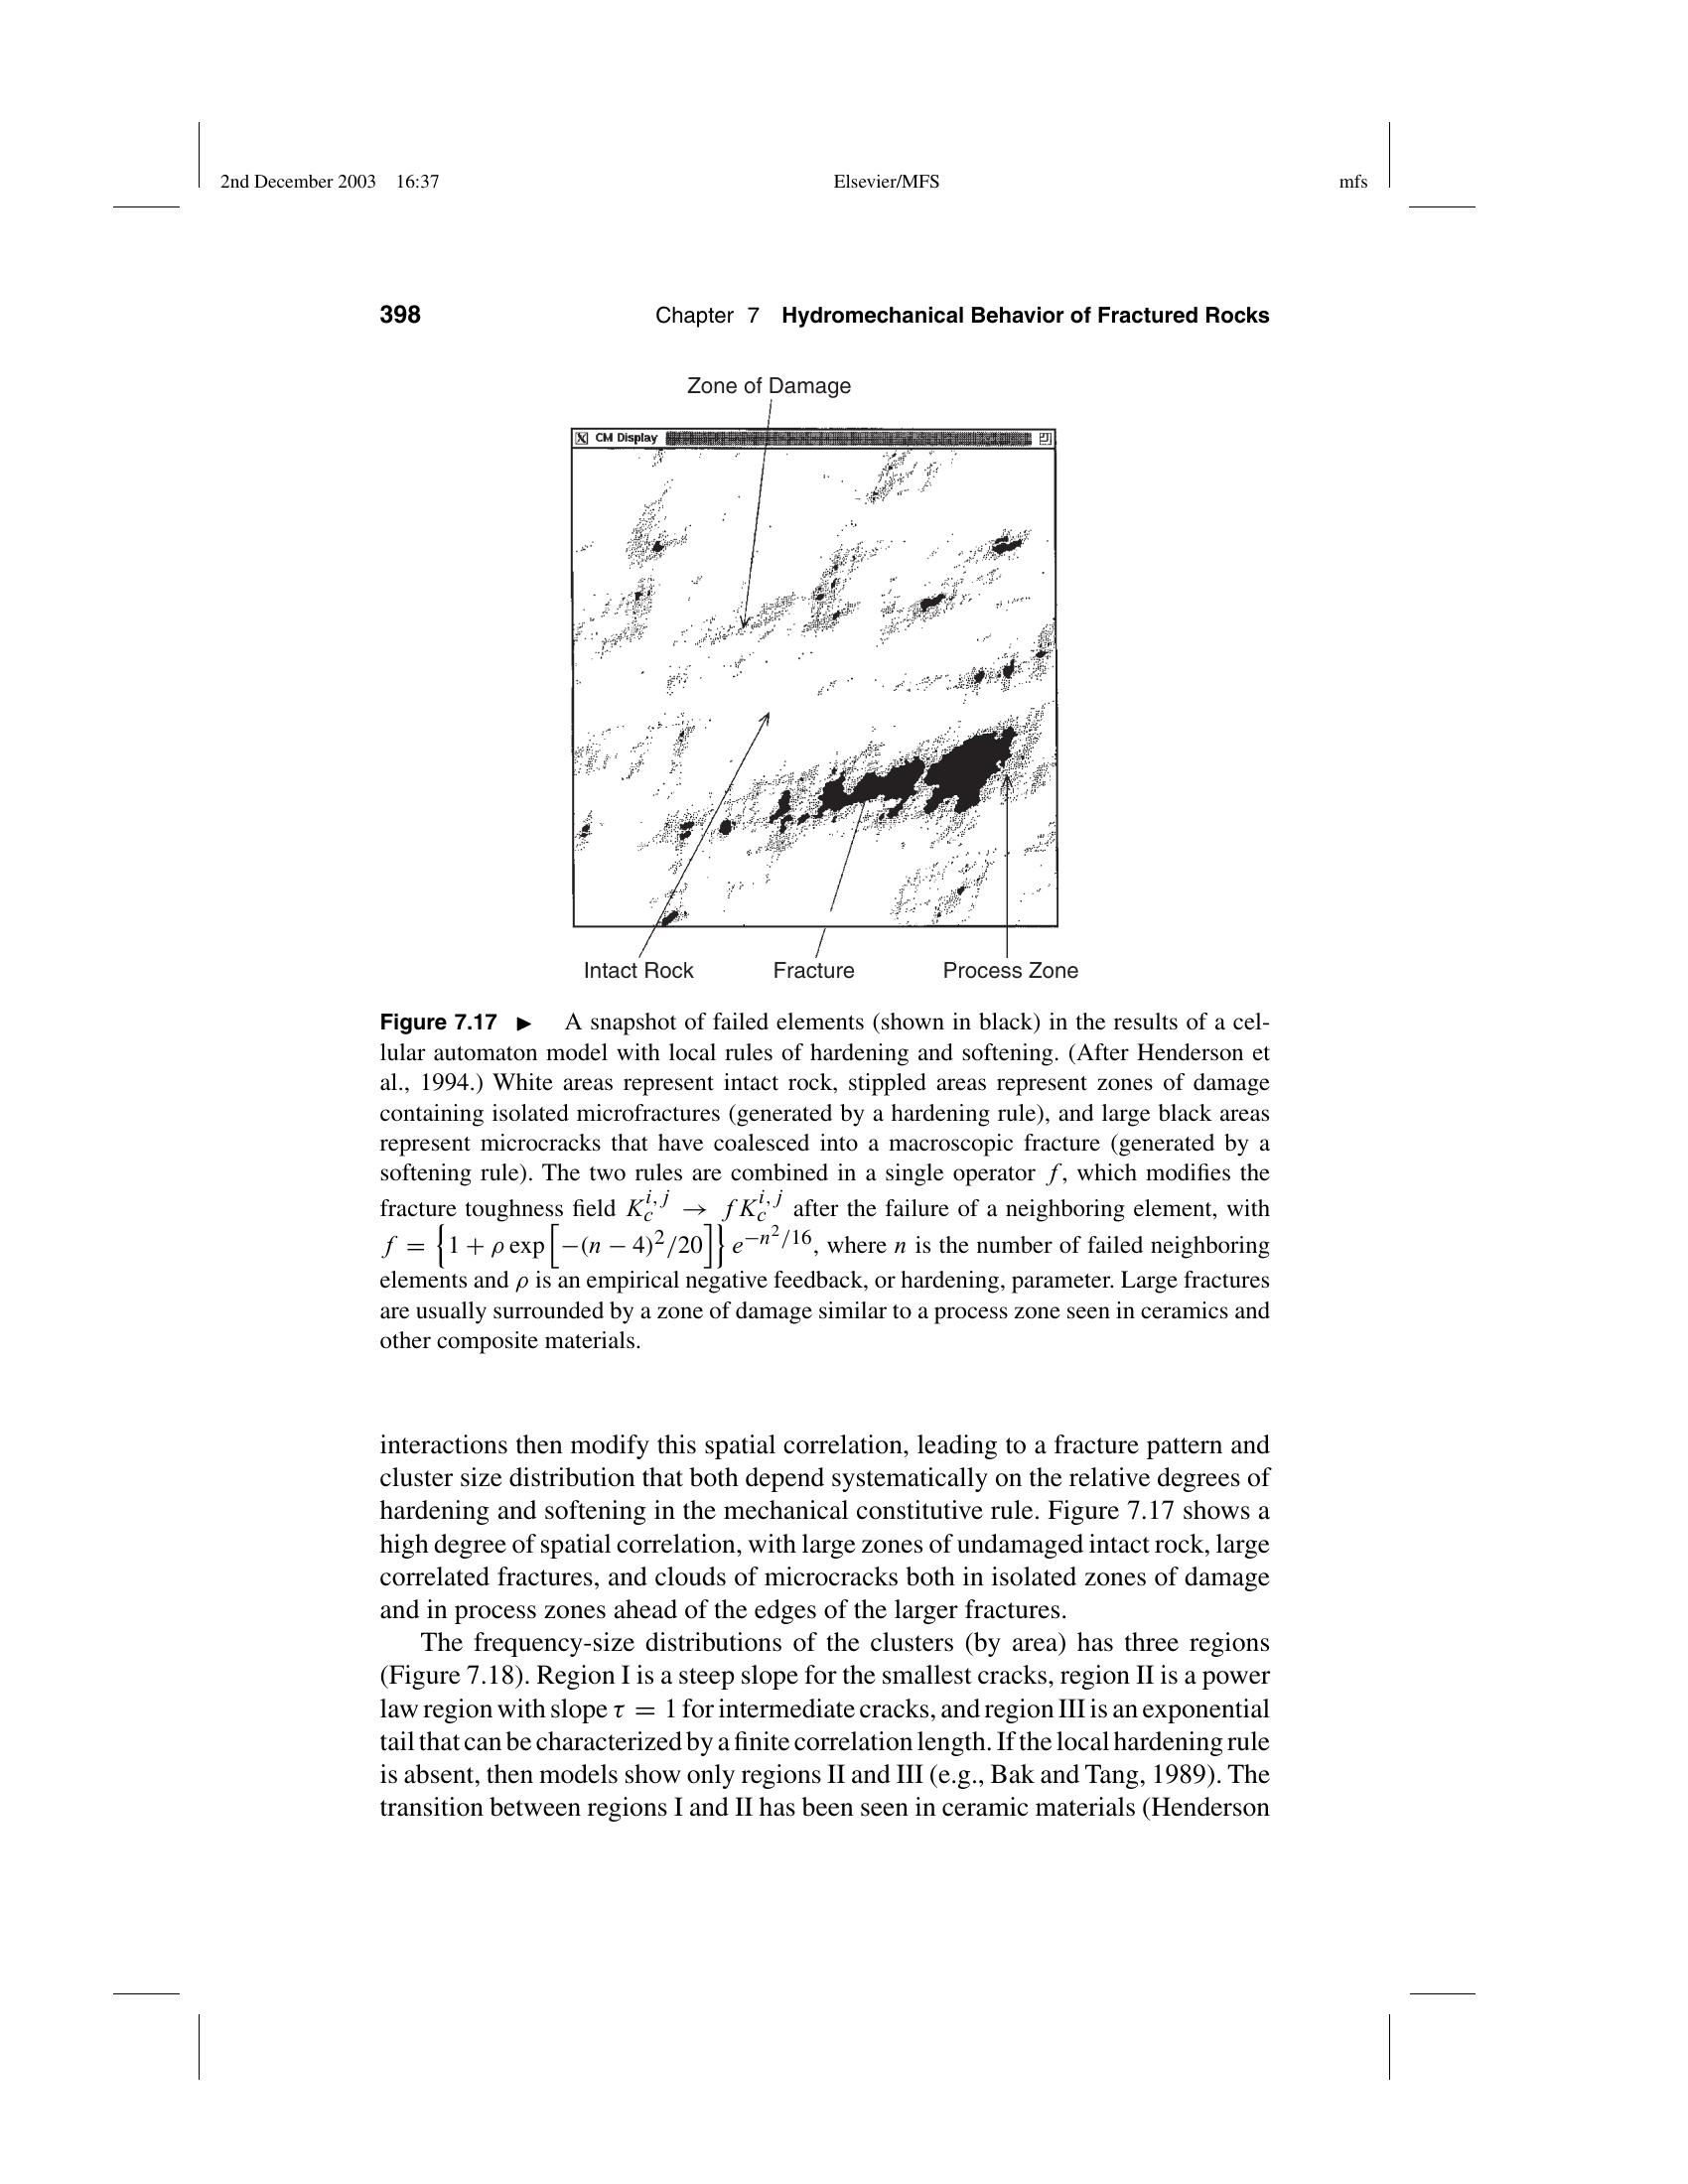 2nd December 2003 16:37 Elsevier/MFS mfs
398 Chapter 7 Hydromechanical Behavior of Fractured Rocks
Zone of Damage
X CM Display
Intact Rock Fracture Process Zone
Figure 7.17 ► A snapshot of failed elements (shown in black) in the results of a cel-
lular automaton model with local rules of hardening and softening. (After Henderson et
al., 1994.) White areas represent intact rock, stippled areas represent zones of damage
containing isolated microfractures (generated by a hardening rule), and large black areas
represent microcracks that have coalesced into a macroscopic fracture (generated by a
softening rule). The two rules are combined in a single operator f, which modifies the
fracture toughness field K_c^{i,j} → f K_c^{i,j} after the failure of a neighboring element, with
f = {1 + ρ exp[−(n − 4)²/20]} e^{−n²/16}, where n is the number of failed neighboring
elements and ρ is an empirical negative feedback, or hardening, parameter. Large fractures
are usually surrounded by a zone of damage similar to a process zone seen in ceramics and
other composite materials.
interactions then modify this spatial correlation, leading to a fracture pattern and
cluster size distribution that both depend systematically on the relative degrees of
hardening and softening in the mechanical constitutive rule. Figure 7.17 shows a
high degree of spatial correlation, with large zones of undamaged intact rock, large
correlated fractures, and clouds of microcracks both in isolated zones of damage
and in process zones ahead of the edges of the larger fractures.
The frequency-size distributions of the clusters (by area) has three regions
(Figure 7.18). Region I is a steep slope for the smallest cracks, region II is a power
law region with slope τ = 1 for intermediate cracks, and region III is an exponential
tail that can be characterized by a finite correlation length. If the local hardening rule
is absent, then models show only regions II and III (e.g., Bak and Tang, 1989). The
transition between regions I and II has been seen in ceramic materials (Henderson